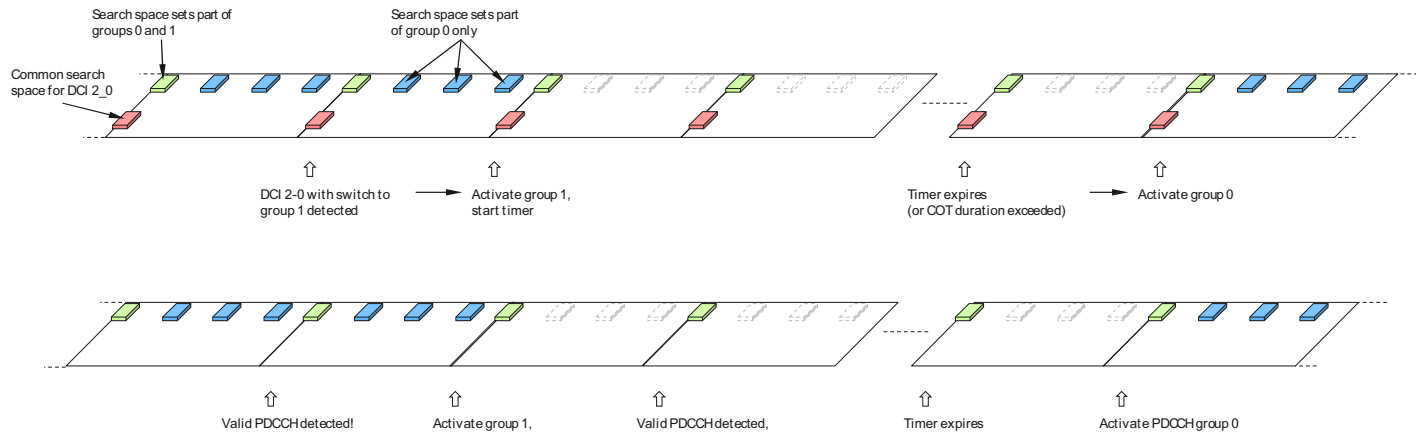 Search space sets part of
groups 0 and 1
Search space sets part
of group 0 only
Common search
space for DCI 2_0
DCI 2-0 with switch to
group 1 detected
Activate group 1,
start timer
Timer expires
(or COT duration exceeded)
Activate group 0
Valid PDCCH detected!
Activate group 1,
Valid PDCCH detected,
Timer expires
Activate PDCCH group 0